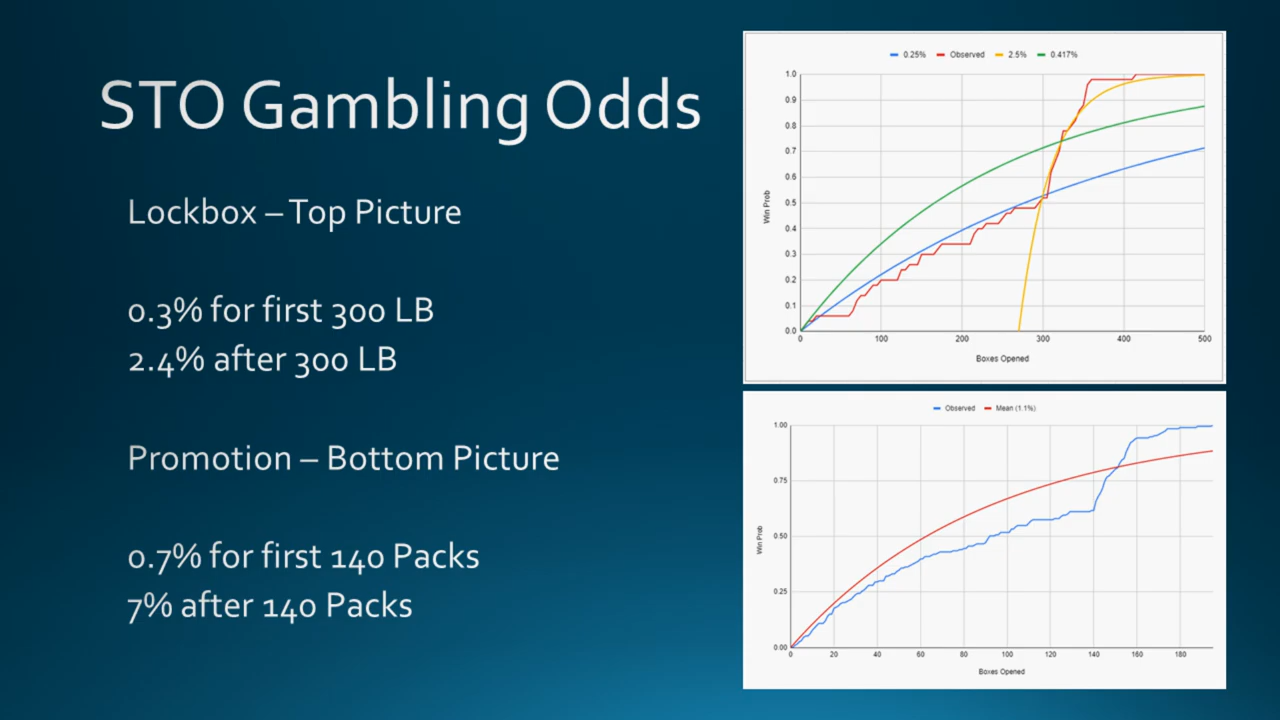 STO Gambling Odds
Lockbox – Top Picture
0.3% for first 300 LB
2.4% after 300 LB
Promotion – Bottom Picture
0.7% for first 140 Packs
7% after 140 Packs
0.25% Observed 2.5% 0.417%
Win Prob
1.0
0.9
0.8
0.7
0.6
0.5
0.4
0.3
0.2
0.1
0.0
0 100 200 300 400 500
Boxes Opened
Observed Mean (1.1%)
Win Prob
1.00
0.75
0.50
0.25
0.00
0 20 40 60 80 100 120 140 160 180
Boxes Opened